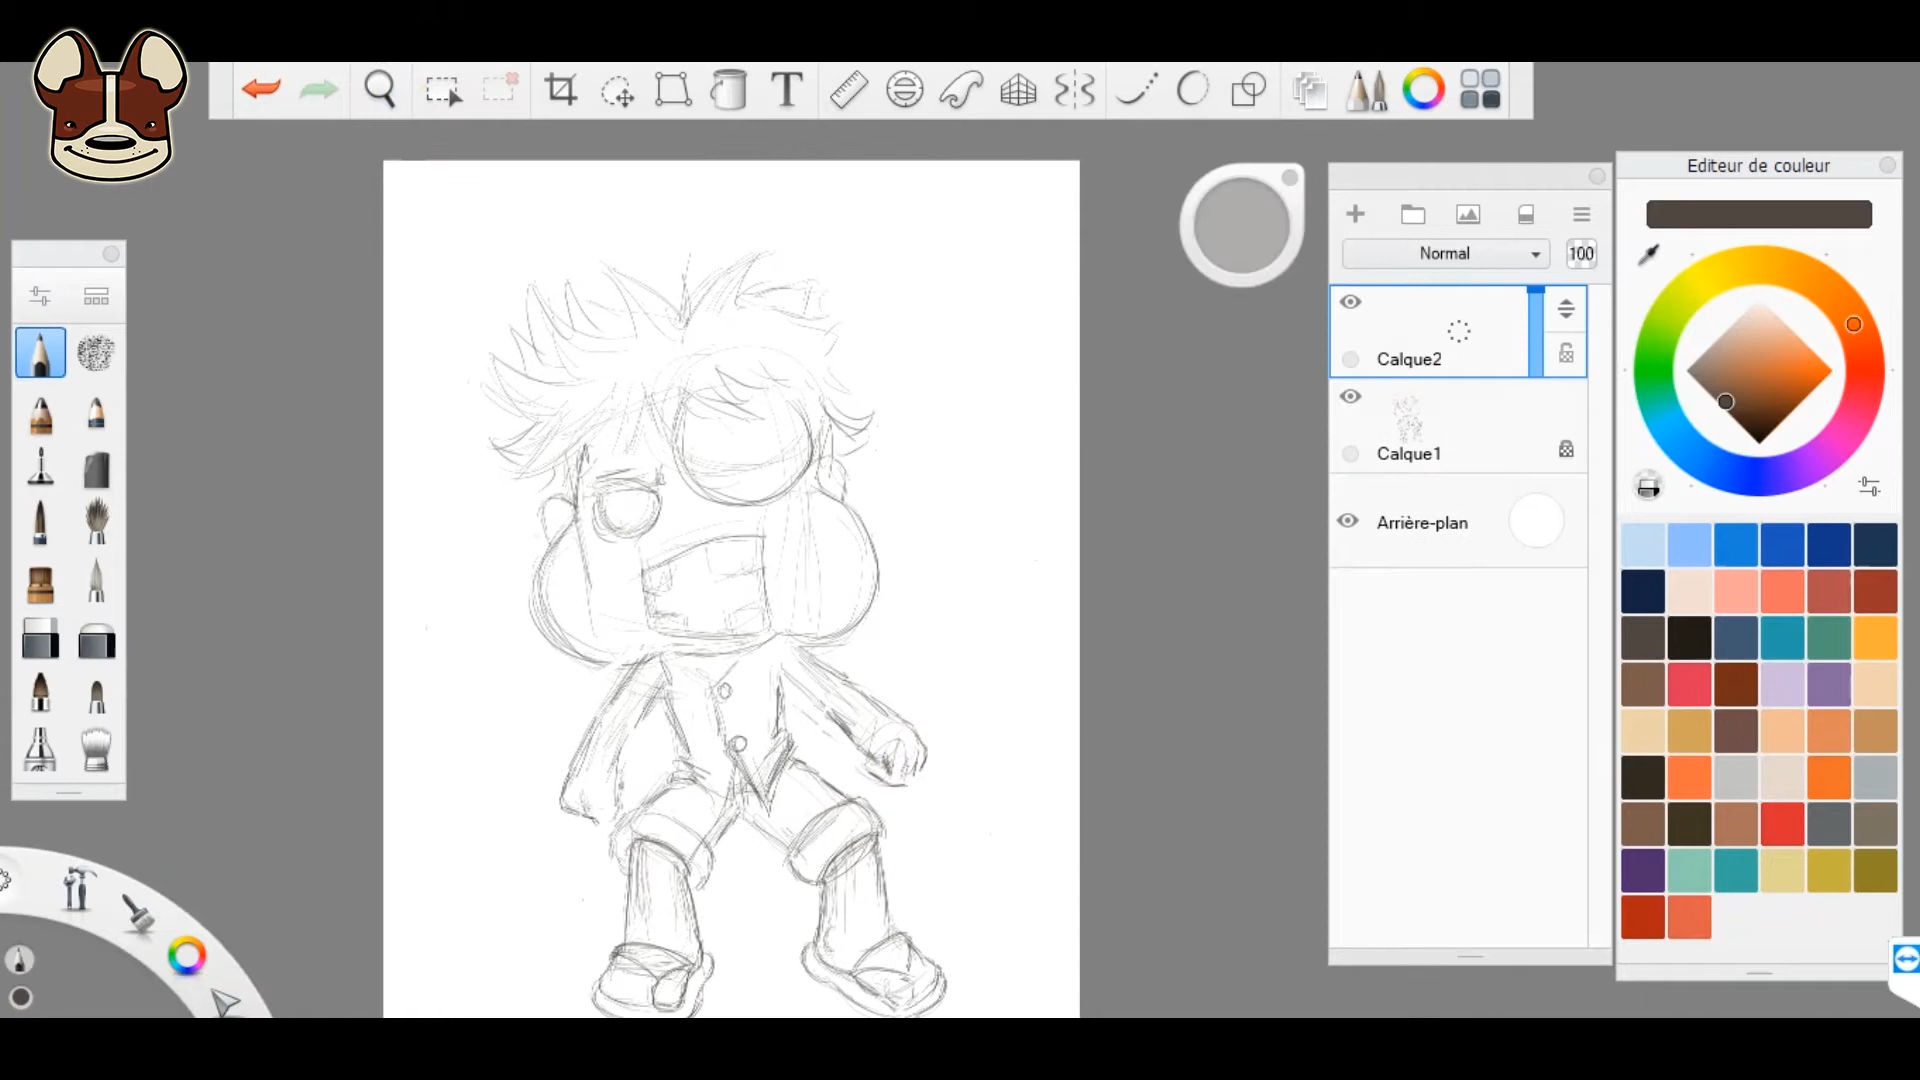 Editeur de couleur
Normal
100
Calque2
Calque1
Arrière-plan